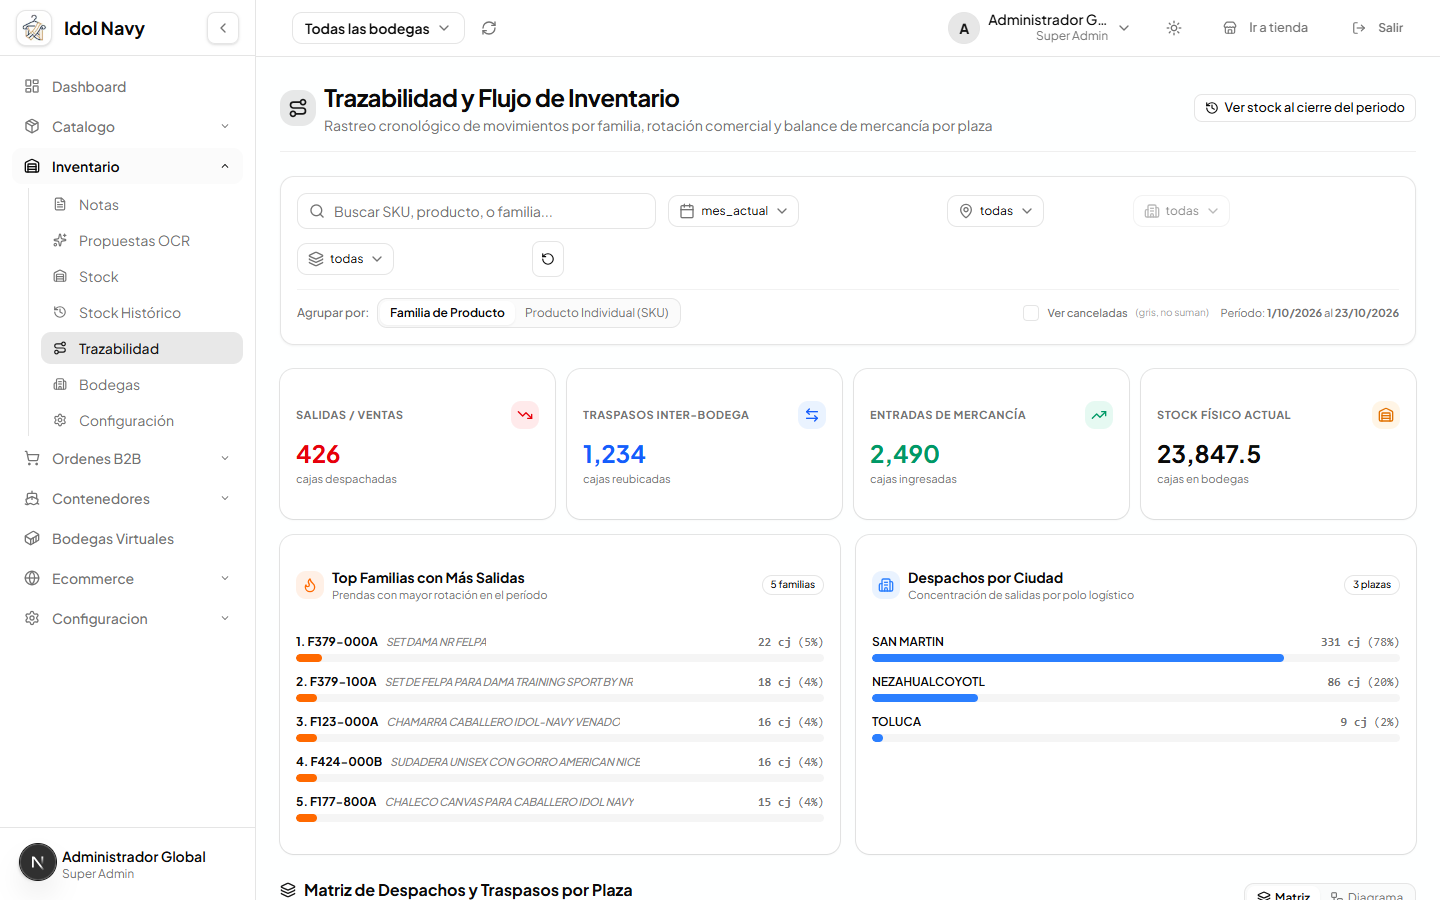 Idol Navy
Todas las bodegas
A
Administrador G...
Super Admin
Ir a tienda
Salir
Dashboard
Catalogo
Inventario
Notas
Propuestas OCR
Stock
Stock Histórico
Trazabilidad
Bodegas
Configuración
Ordenes B2B
Contenedores
Bodegas Virtuales
Ecommerce
Configuracion
N
Administrador Global
Super Admin
Trazabilidad y Flujo de Inventario
Rastreo cronológico de movimientos por familia, rotación comercial y balance de mercancía por plaza
Ver stock al cierre del periodo
Buscar SKU, producto, o familia...
mes_actual
todas
todas
todas
Agrupar por:
Familia de Producto
Producto Individual (SKU)
Ver canceladas (gris, no suman)
Período: 1/10/2026 al 23/10/2026
SALIDAS / VENTAS
426
cajas despachadas
TRASPASOS INTER-BODEGA
1,234
cajas reubicadas
ENTRADAS DE MERCANCÍA
2,490
cajas ingresadas
STOCK FÍSICO ACTUAL
23,847.5
cajas en bodegas
Top Familias con Más Salidas
Prendas con mayor rotación en el período
5 familias
1. F379-000A SET DAMA NR FELPA 22 cj (5%)
2. F379-100A SET DE FELPA PARA DAMA TRAINING SPORT BY NR 18 cj (4%)
3. F123-000A CHAMARRA CABALLERO IDOL-NAVY VENADO 16 cj (4%)
4. F424-000B SUDADERA UNISEX CON GORRO AMERICAN NICE 16 cj (4%)
5. F177-800A CHALECO CANVAS PARA CABALLERO IDOL NAVY 15 cj (4%)
Despachos por Ciudad
Concentración de salidas por polo logístico
3 plazas
SAN MARTIN 331 cj (78%)
NEZAHUALCOYOTL 86 cj (20%)
TOLUCA 9 cj (2%)
Matriz de Despachos y Traspasos por Plaza
Matriz
Diagrama